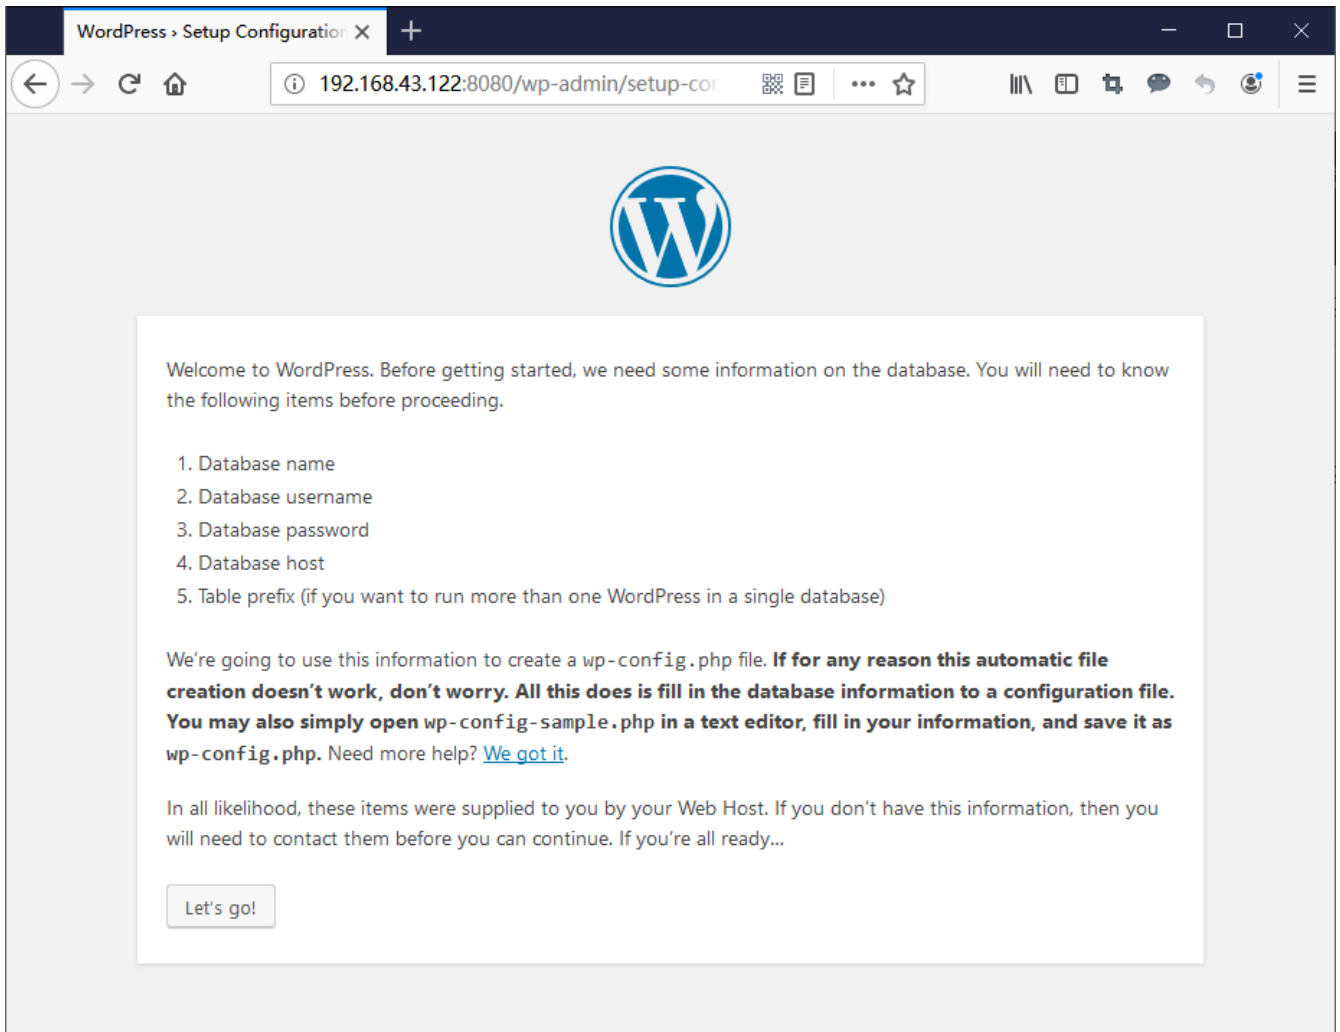 WordPress › Setup Configuration
192.168.43.122:8080/wp-admin/setup-cor
Welcome to WordPress. Before getting started, we need some information on the database. You will need to know
the following items before proceeding.
1. Database name
2. Database username
3. Database password
4. Database host
5. Table prefix (if you want to run more than one WordPress in a single database)
We’re going to use this information to create a wp-config.php file. If for any reason this automatic file
creation doesn’t work, don’t worry. All this does is fill in the database information to a configuration file.
You may also simply open wp-config-sample.php in a text editor, fill in your information, and save it as
wp-config.php. Need more help? We got it.
In all likelihood, these items were supplied to you by your Web Host. If you don’t have this information, then you
will need to contact them before you can continue. If you’re all ready…
Let’s go!